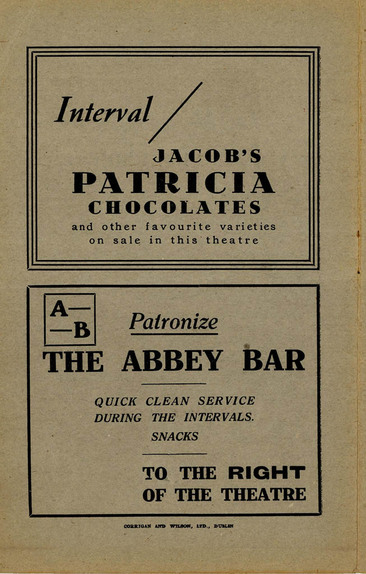 Interval /
JACOB'S
PATRICIA
CHOCOLATES
and other favourite varieties
on sale in this theatre
A—
—B
Patronize
THE ABBEY BAR
QUICK CLEAN SERVICE
DURING THE INTERVALS.
SNACKS
TO THE RIGHT
OF THE THEATRE
CORRIGAN AND WILSON, LTD., DUBLIN